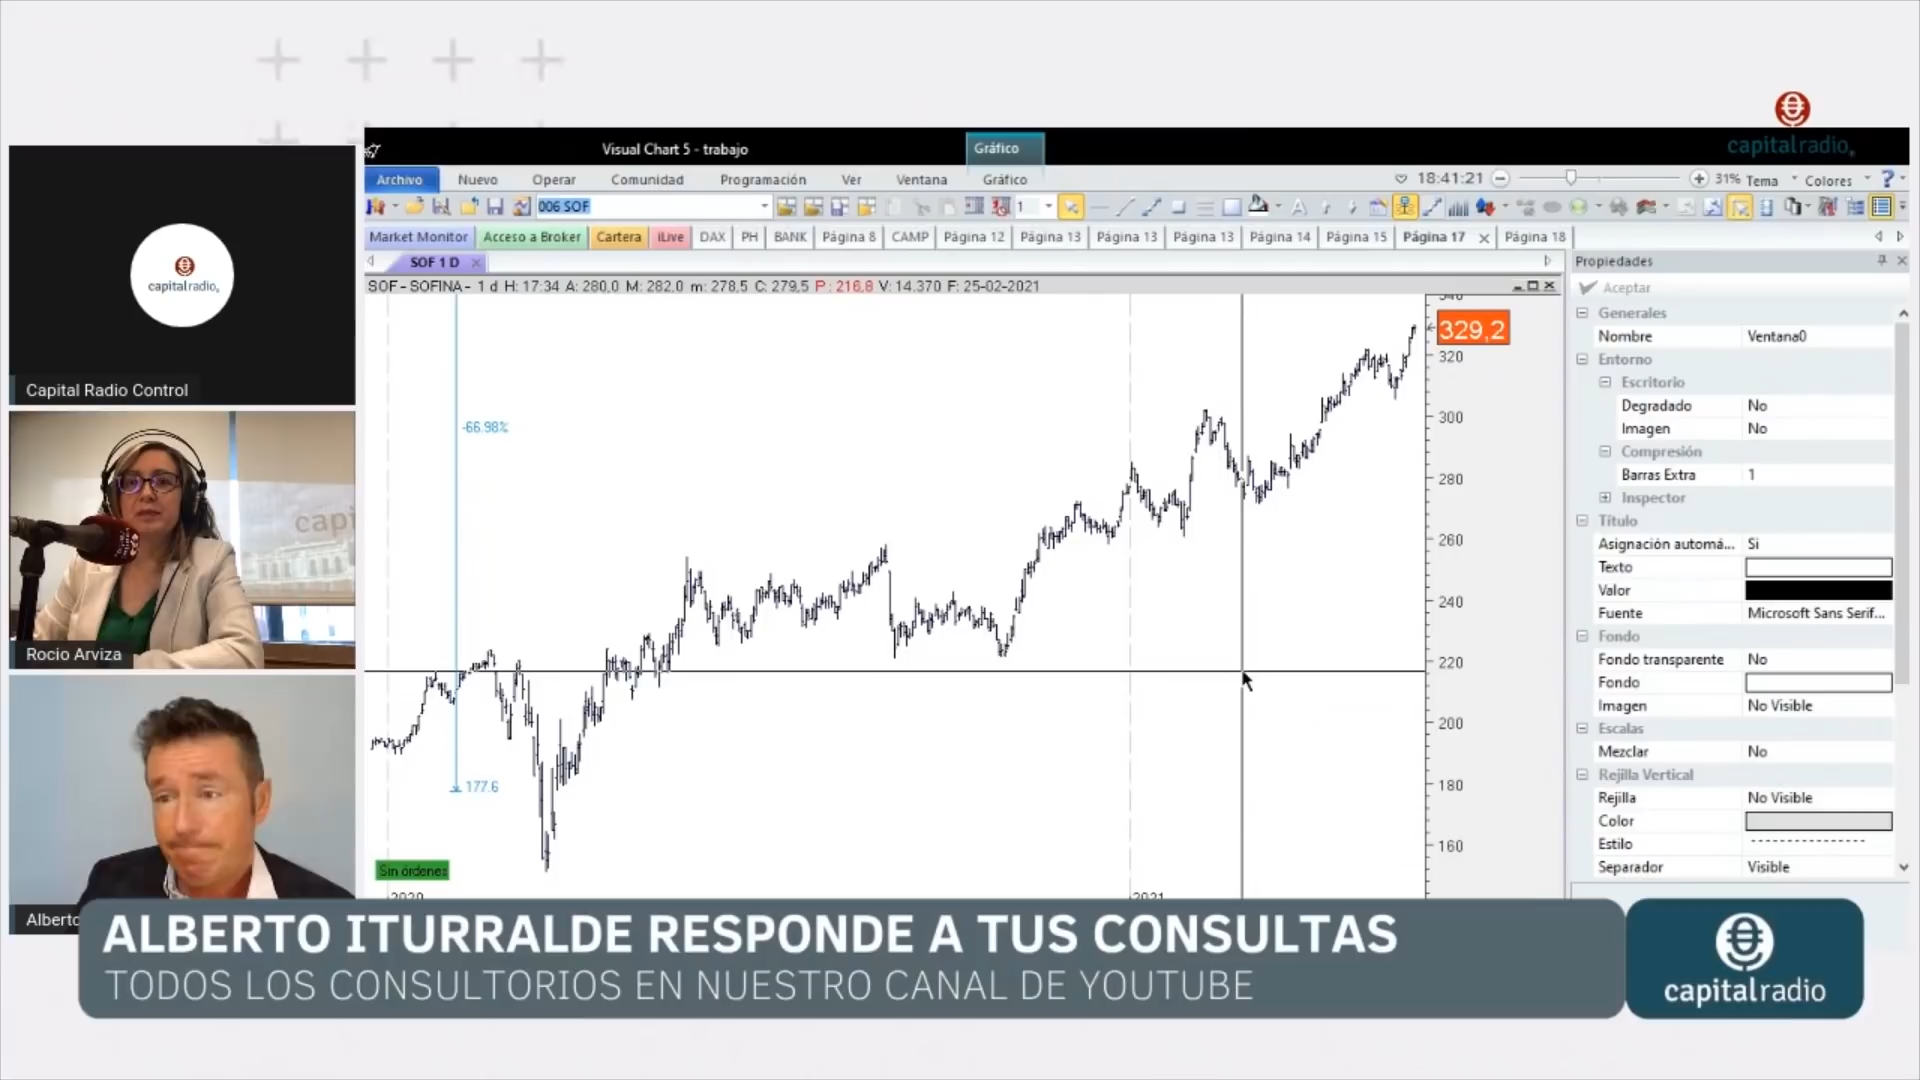 capitalradio
Visual Chart 5 - trabajo
Gráfico
Archivo
Nuevo
Operar
Comunidad
Programación
Ver
Ventana
Gráfico
18:41:21
31%
Tema
Colores
006 SOF
1
Market Monitor
Acceso a Broker
Cartera
iLive
DAX
PH
BANK
Página 8
CAMP
Página 12
Página 13
Página 13
Página 13
Página 14
Página 15
Página 17
Página 18
SOF 1 D
SOF - SOFINA - 1 d H: 17:34 A: 280,0 M: 282,0 m: 278,5 C: 279,5 P: 216,8 V: 14.370 F: 25-02-2021
-66.98%
177.6
Sin órdenes
2020
2021
340
329,2
320
300
280
260
240
220
200
180
160
Propiedades
Aceptar
Generales
Nombre Ventana0
Entorno
Escritorio
Degradado No
Imagen No
Compresión
Barras Extra 1
Inspector
Título
Asignación automá... Si
Texto
Valor
Fuente Microsoft Sans Serif...
Fondo
Fondo transparente No
Fondo
Imagen No Visible
Escalas
Mezclar No
Rejilla Vertical
Rejilla No Visible
Color
Estilo
Separador Visible
capitalradio
Capital Radio Control
capi
Rocio Arviza
Alberto
ALBERTO ITURRALDE RESPONDE A TUS CONSULTAS
TODOS LOS CONSULTORIOS EN NUESTRO CANAL DE YOUTUBE
capitalradio